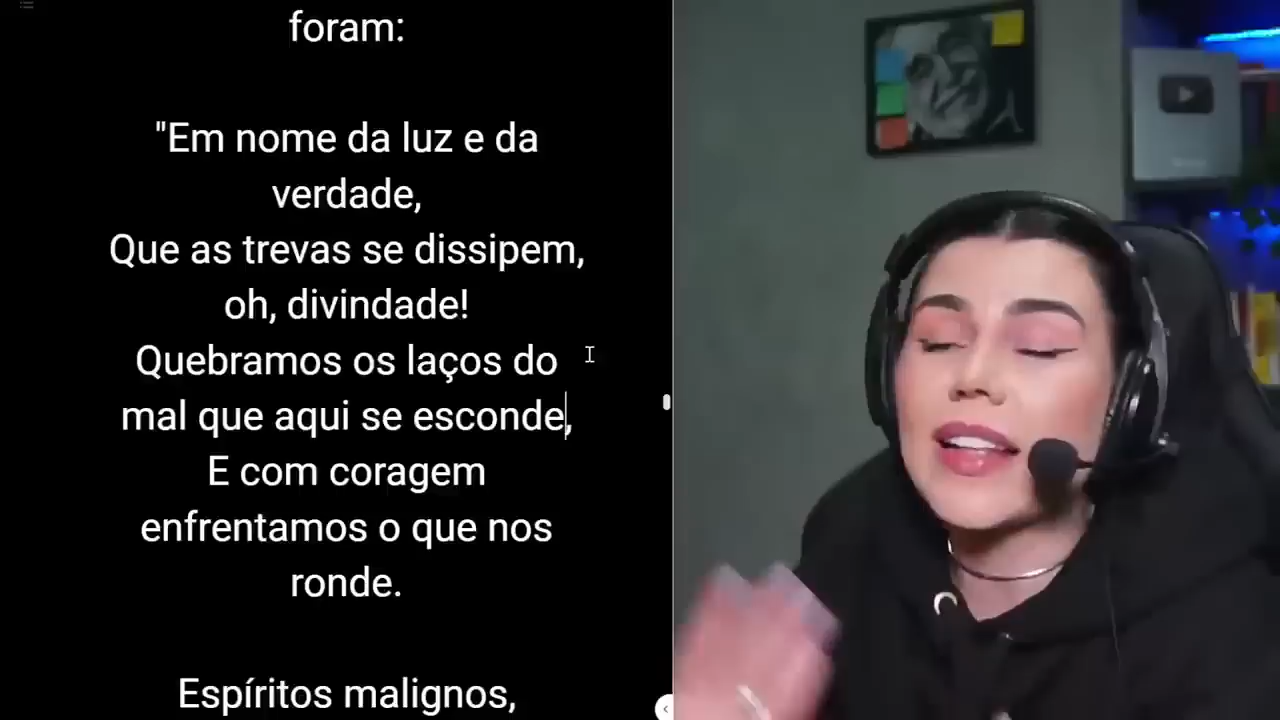 foram:
"Em nome da luz e da
verdade,
Que as trevas se dissipem,
oh, divindade!
Quebramos os laços do
mal que aqui se esconde,
E com coragem
enfrentamos o que nos
ronde.
Espíritos malignos,